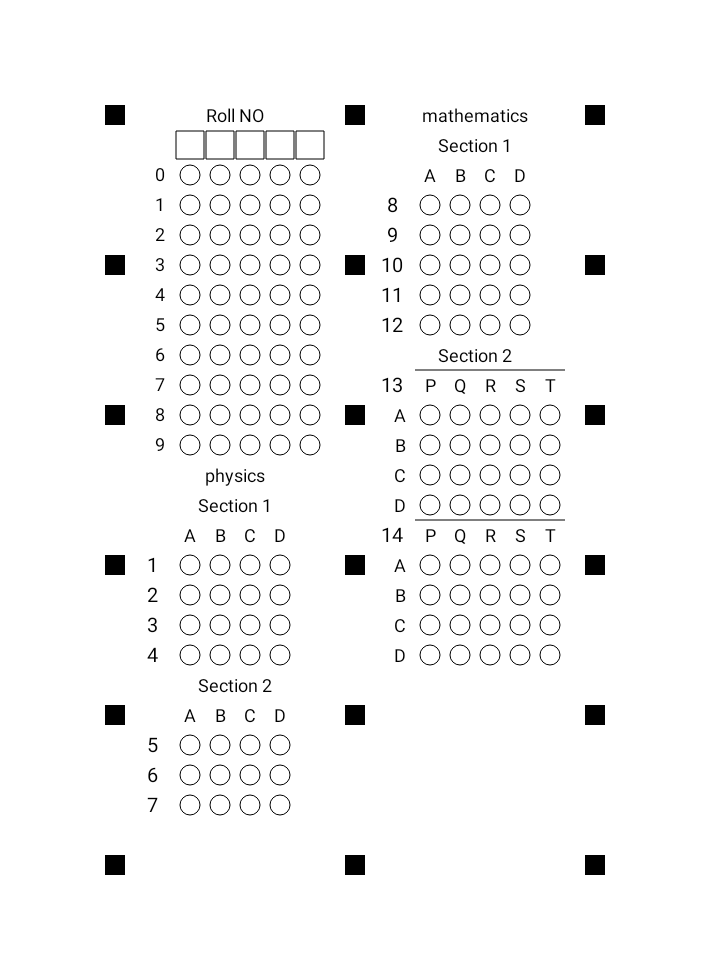 Roll NO
0
1
2
3
4
5
6
7
8
9
physics
Section 1
A B C D
1
2
3
4
Section 2
A B C D
5
6
7
mathematics
Section 1
A B C D
8
9
10
11
12
Section 2
13 P Q R S T
A
B
C
D
14 P Q R S T
A
B
C
D